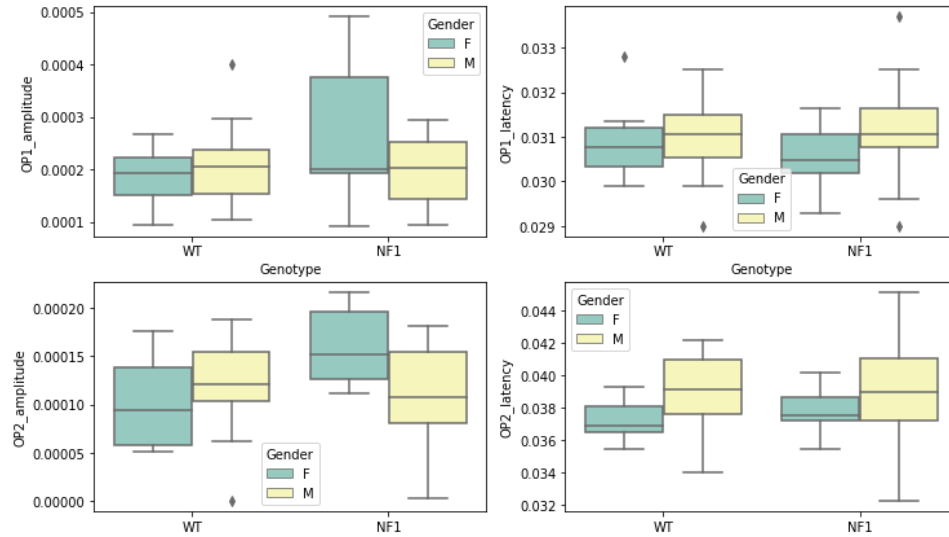 OP1_amplitude
0.0005
0.0004
0.0003
0.0002
0.0001
Gender
F
M
WT
NF1
Genotype
OP1_latency
0.033
0.032
0.031
0.030
0.029
Gender
F
M
WT
NF1
Genotype
OP2_amplitude
0.00020
0.00015
0.00010
0.00005
0.00000
Gender
F
M
WT
NF1
OP2_latency
0.044
0.042
0.040
0.038
0.036
0.034
0.032
Gender
F
M
WT
NF1